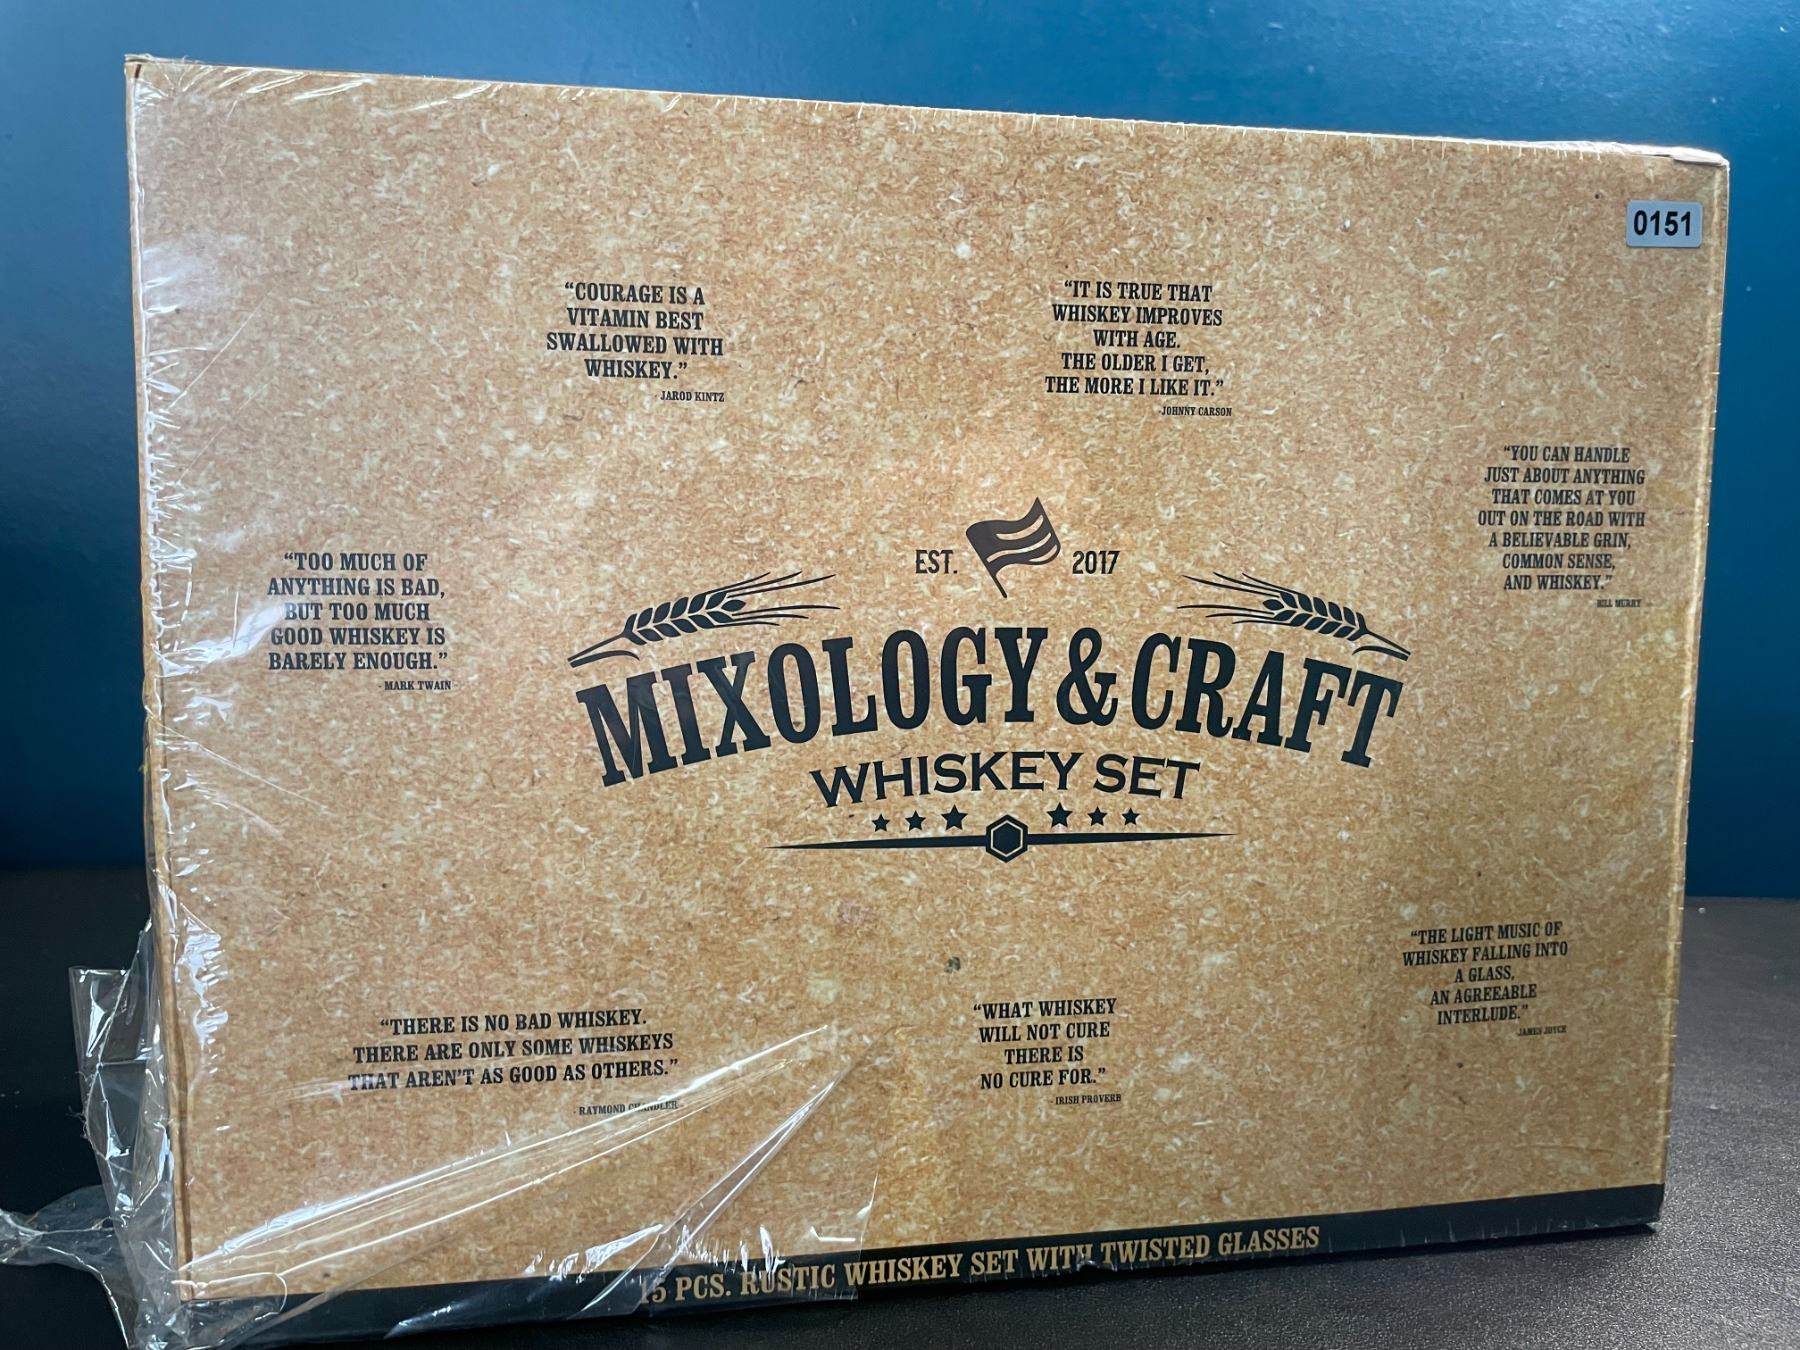 0151
“COURAGE IS A
VITAMIN BEST
SWALLOWED WITH
WHISKEY.”
- JAROD KINTZ
“IT IS TRUE THAT
WHISKEY IMPROVES
WITH AGE.
THE OLDER I GET,
THE MORE I LIKE IT.”
-JOHNNY CARSON
“YOU CAN HANDLE
JUST ABOUT ANYTHING
THAT COMES AT YOU
OUT ON THE ROAD WITH
A BELIEVABLE GRIN,
COMMON SENSE,
AND WHISKEY.”
-BILL MURRY
“TOO MUCH OF
ANYTHING IS BAD,
BUT TOO MUCH
GOOD WHISKEY IS
BARELY ENOUGH.”
- MARK TWAIN
EST. 2017
MIXOLOGY & CRAFT
WHISKEY SET
“THE LIGHT MUSIC OF
WHISKEY FALLING INTO
A GLASS,
AN AGREEABLE
INTERLUDE.”
-JAMES JOYCE
“THERE IS NO BAD WHISKEY.
THERE ARE ONLY SOME WHISKEYS
THAT AREN'T AS GOOD AS OTHERS.”
- RAYMOND CHANDLER
“WHAT WHISKEY
WILL NOT CURE
THERE IS
NO CURE FOR.”
- IRISH PROVERB
15 PCS. RUSTIC WHISKEY SET WITH TWISTED GLASSES